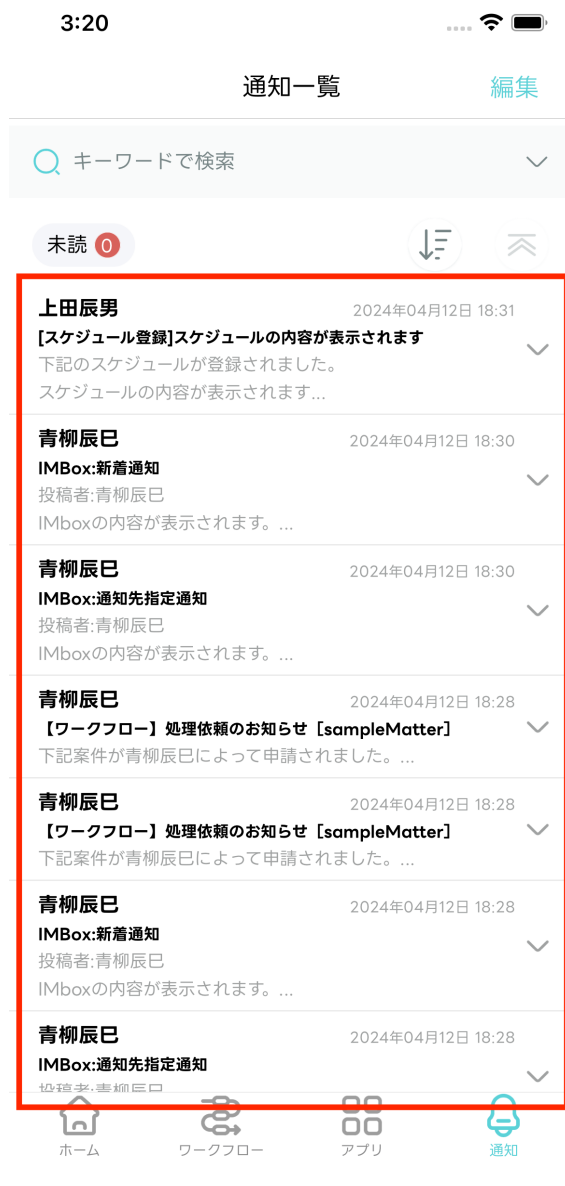 3:20
通知一覧
編集
キーワードで検索
未読 0
上田辰男 2024年04月12日 18:31
[スケジュール登録]スケジュールの内容が表示されます
下記のスケジュールが登録されました。
スケジュールの内容が表示されます...
青柳辰巳 2024年04月12日 18:30
IMBox:新着通知
投稿者:青柳辰巳
IMboxの内容が表示されます。...
青柳辰巳 2024年04月12日 18:30
IMBox:通知先指定通知
投稿者:青柳辰巳
IMboxの内容が表示されます。...
青柳辰巳 2024年04月12日 18:28
【ワークフロー】処理依頼のお知らせ［sampleMatter］
下記案件が青柳辰巳によって申請されました。...
青柳辰巳 2024年04月12日 18:28
【ワークフロー】処理依頼のお知らせ［sampleMatter］
下記案件が青柳辰巳によって申請されました。...
青柳辰巳 2024年04月12日 18:28
IMBox:新着通知
投稿者:青柳辰巳
IMboxの内容が表示されます。...
青柳辰巳 2024年04月12日 18:28
IMBox:通知先指定通知
投稿者:青柳辰巳
ホーム ワークフロー アプリ 通知